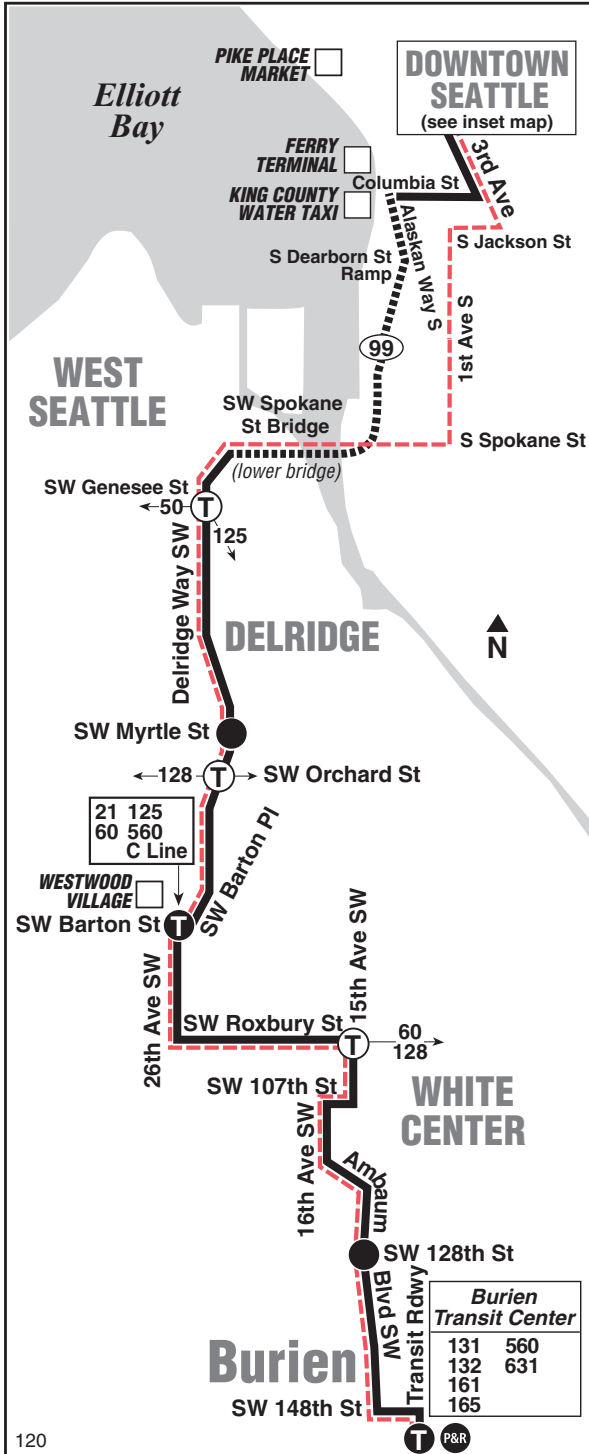 PIKE PLACE
MARKET
DOWNTOWN
SEATTLE
(see inset map)
Elliott
Bay
FERRY
TERMINAL
3rd Ave
Columbia St
KING COUNTY
WATER TAXI
Alaskan Way S
S Jackson St
S Dearborn St
Ramp
1st Ave S
99
WEST
SEATTLE
SW Spokane
St Bridge
S Spokane St
(lower bridge)
SW Genesee St
50
T
125
Delridge Way SW
DELRIDGE
N
SW Myrtle St
128
T
SW Orchard St
21 125
60 560
C Line
SW Barton Pl
WESTWOOD
VILLAGE
SW Barton St
T
15th Ave SW
26th Ave SW
SW Roxbury St
T
60
128
SW 107th St
WHITE
CENTER
16th Ave SW
Ambaum
SW 128th St
Blvd SW
Transit Rdwy
Burien
Transit Center
131 560
132 631
161
165
Burien
SW 148th St
T
P&R
120